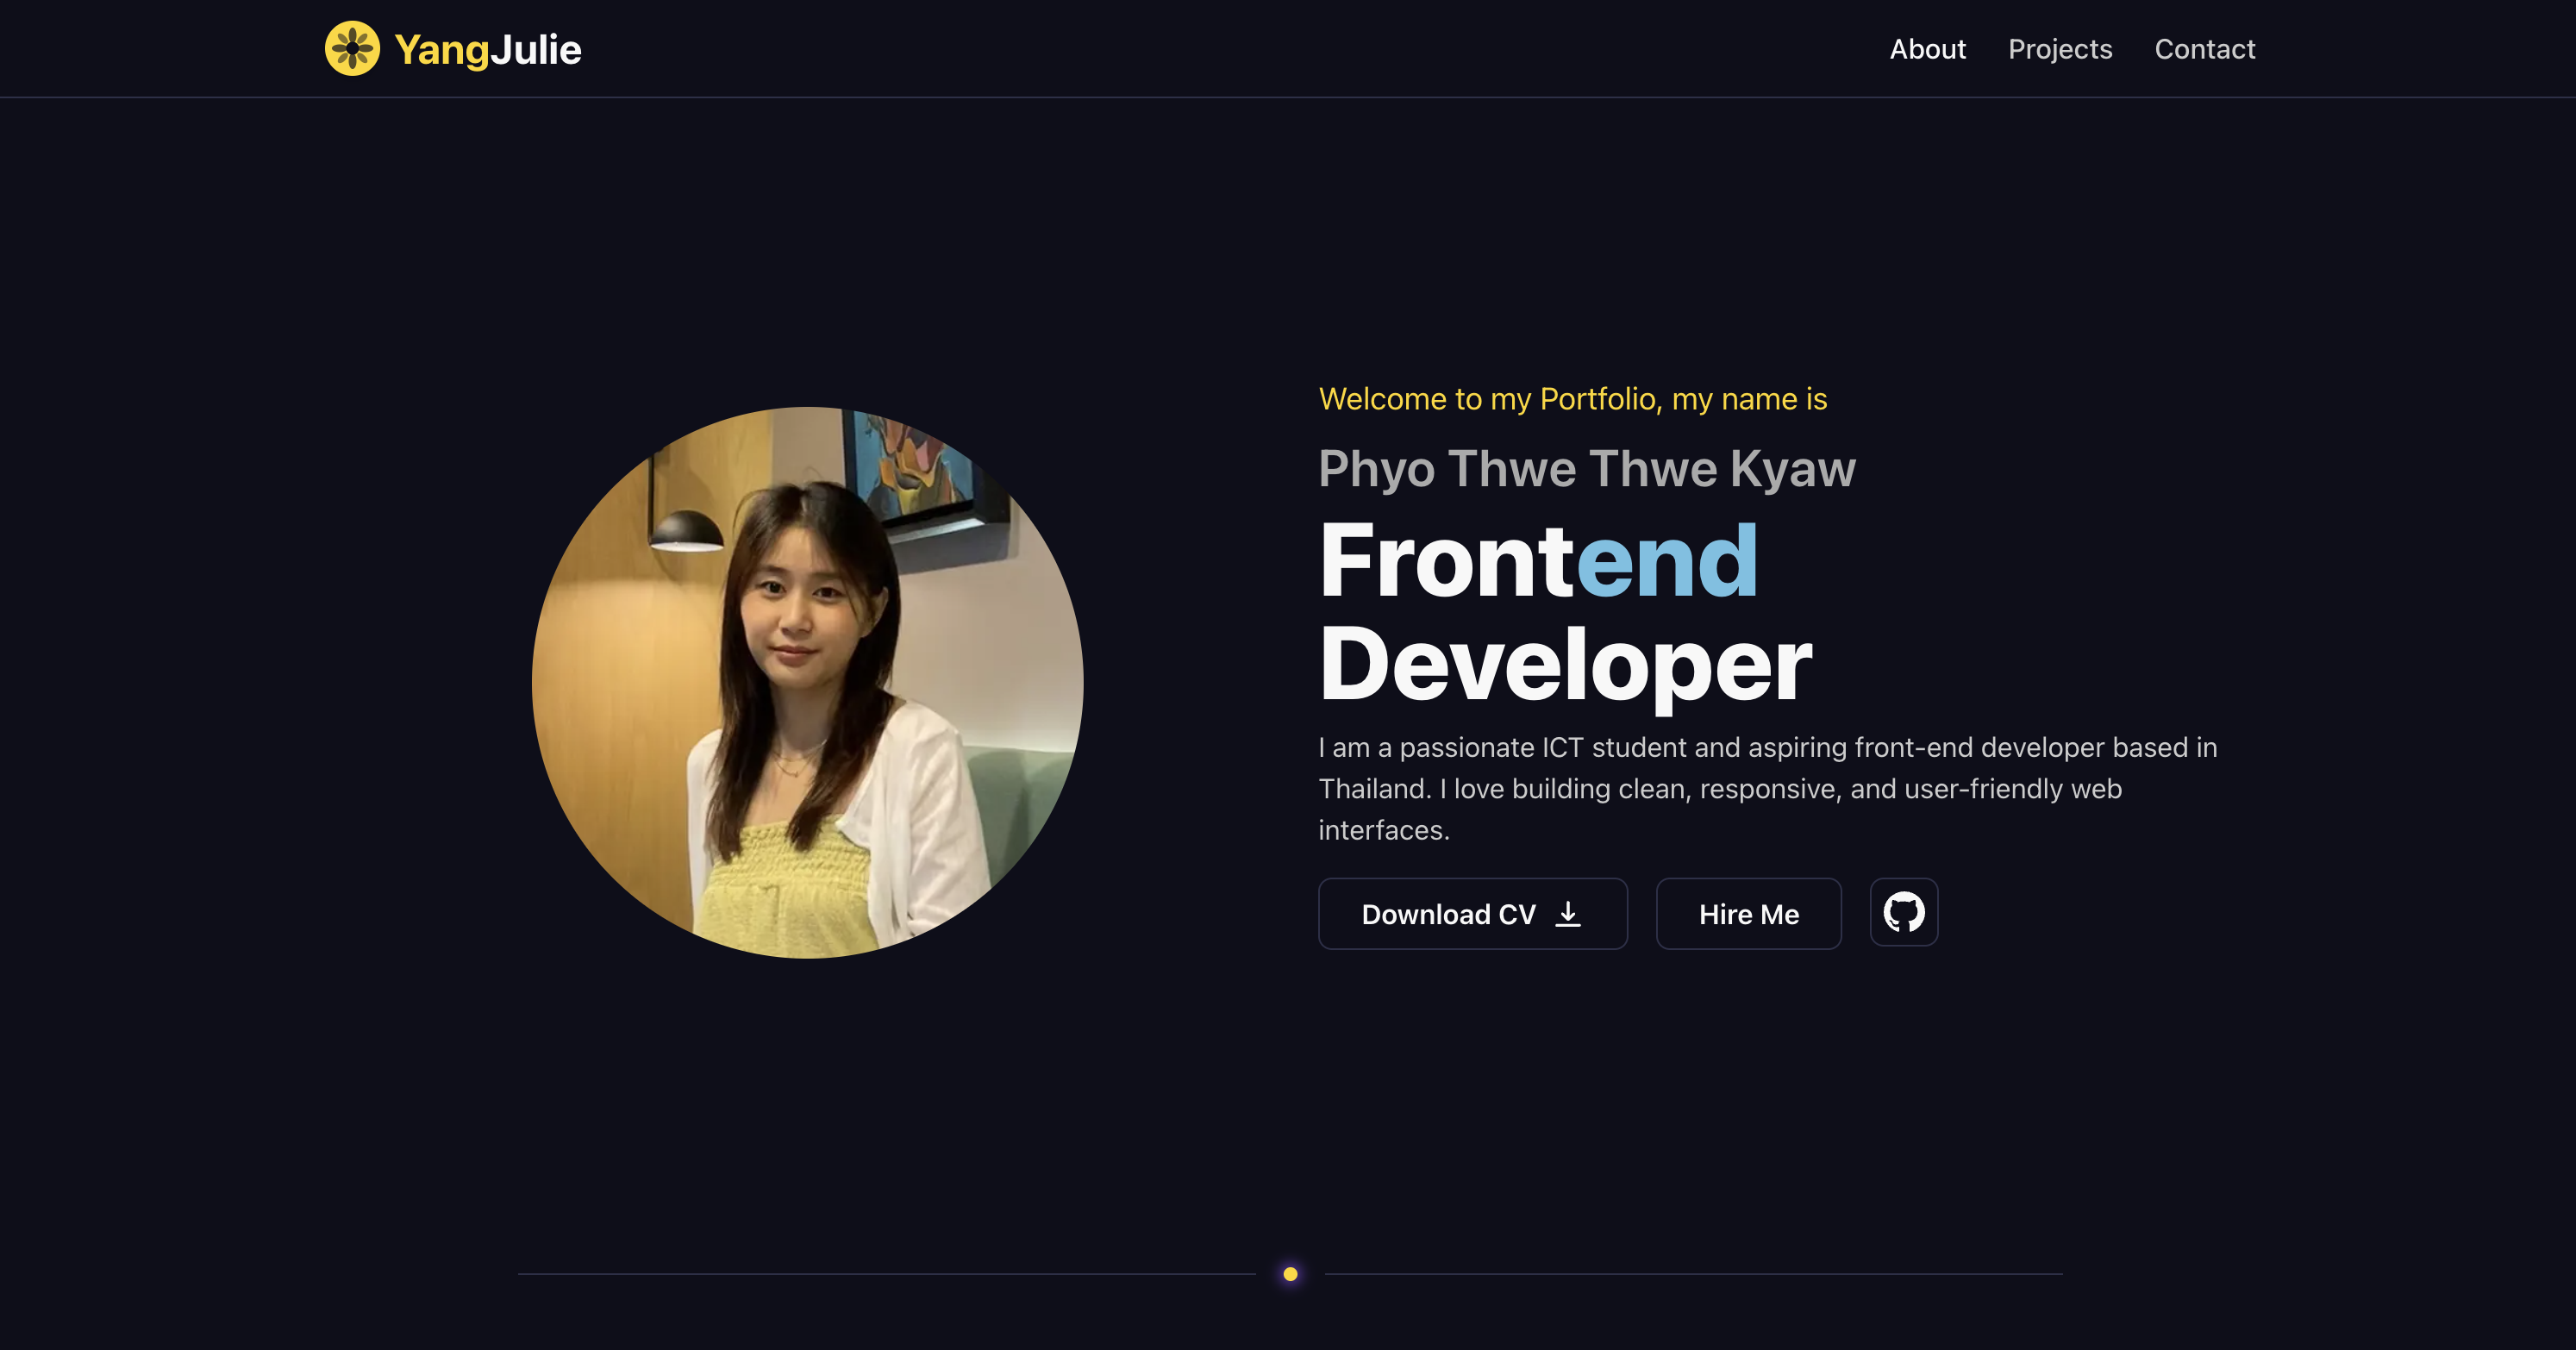 YangJulie
About Projects Contact
Welcome to my Portfolio, my name is
Phyo Thwe Thwe Kyaw
Frontend
Developer
I am a passionate ICT student and aspiring front-end developer based in
Thailand. I love building clean, responsive, and user-friendly web
interfaces.
Download CV Hire Me